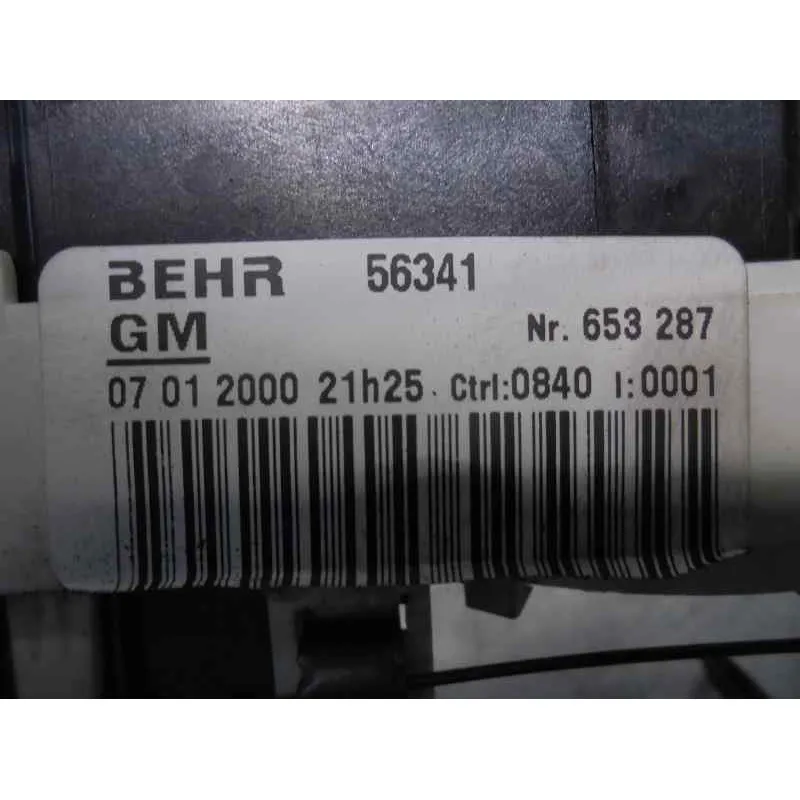 BEHR 56341
GM Nr. 653 287
07 01 2000 21h25 Ctrl:0840 I:0001